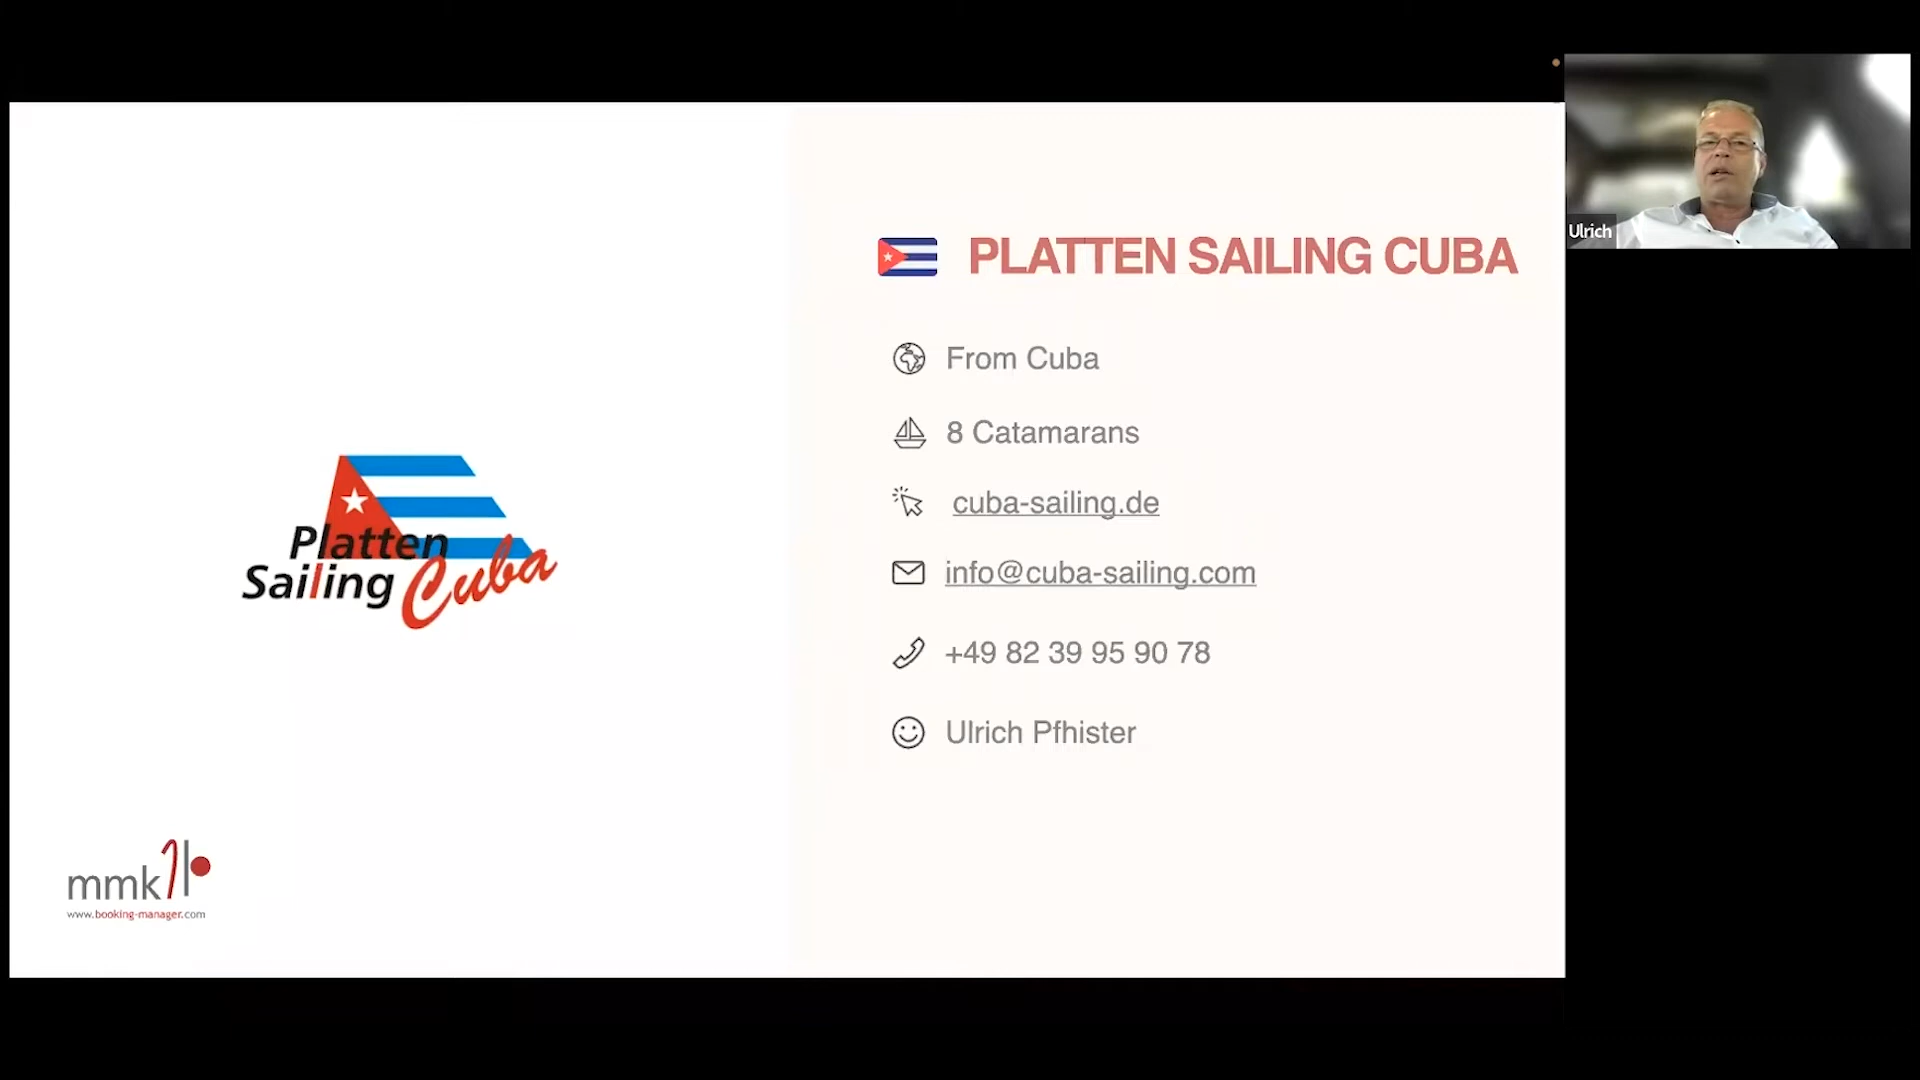 PLATTEN SAILING CUBA
From Cuba
8 Catamarans
cuba-sailing.de
info@cuba-sailing.com
+49 82 39 95 90 78
Ulrich Pfhister
Platten
Sailing Cuba
mmk
www.booking-manager.com
Ulrich